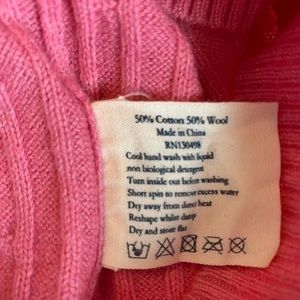 50% Cotton 50% Wool
Made in China
RN130498
Cool hand wash with liquid
non biological detergent
Turn inside out before washing
Short spin to remove excess water
Dry away from direct heat
Reshape whilst damp
Dry and store flat